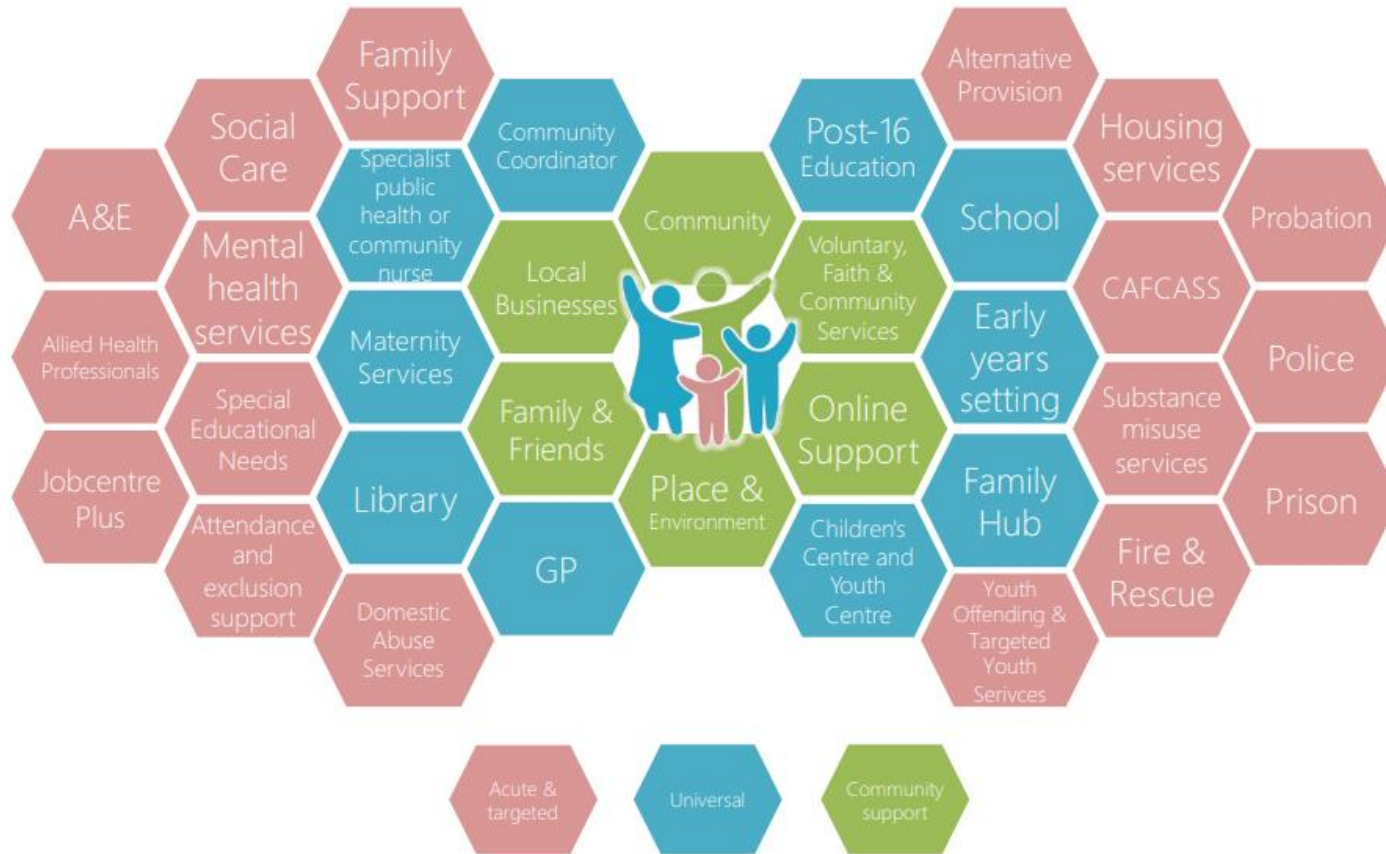 Family
Support
Alternative
Provision
Social
Care
Community
Coordinator
Post-16
Education
Housing
services
A&E
Specialist
public
health or
community
nurse
Community
School
Probation
Mental
health
services
Local
Businesses
Voluntary,
Faith &
Community
Services
CAFCASS
Allied Health
Professionals
Maternity
Services
Early
years
setting
Police
Special
Educational
Needs
Family &
Friends
Online
Support
Substance
misuse
services
Jobcentre
Plus
Library
Place &
Environment
Family
Hub
Prison
Attendance
and
exclusion
support
GP
Children's
Centre and
Youth
Centre
Fire &
Rescue
Domestic
Abuse
Services
Youth
Offending &
Targeted
Youth
Serivces
Acute &
targeted
Universal
Community
support